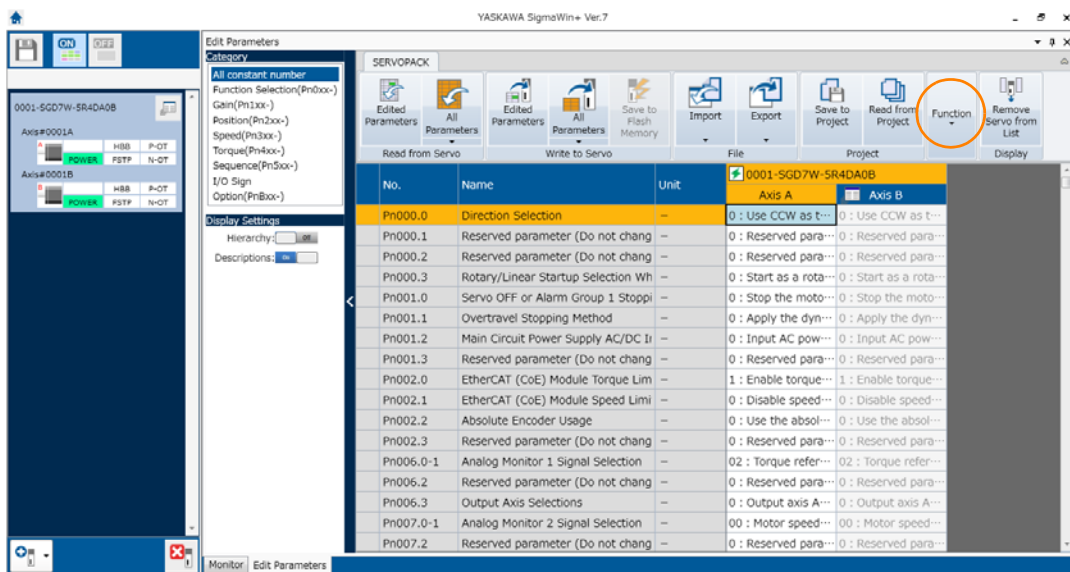 YASKAWA SigmaWin+ Ver.7
ON
OFF
0001-SGD7W-5R4DA0B
Axis#0001A
A
HBB P-OT
POWER FSTP N-OT
Axis#0001B
B
HBB P-OT
POWER FSTP N-OT
Edit Parameters
Category
All constant number
Function Selection(Pn0xx-)
Gain(Pn1xx-)
Position(Pn2xx-)
Speed(Pn3xx-)
Torque(Pn4xx-)
Sequence(Pn5xx-)
I/O Sign
Option(PnBxx-)
Display Settings
Hierarchy: Off
Descriptions: On
SERVOPACK
Edited Parameters
All Parameters
Read from Servo
Edited Parameters
All Parameters
Save to Flash Memory
Write to Servo
Import
Export
File
Save to Project
Read from Project
Project
Function
Remove Servo from List
Display
No. Name Unit 0001-SGD7W-5R4DA0B
Axis A Axis B
Pn000.0 Direction Selection – 0 : Use CCW as t··· 0 : Use CCW as t···
Pn000.1 Reserved parameter (Do not chang – 0 : Reserved para··· 0 : Reserved para···
Pn000.2 Reserved parameter (Do not chang – 0 : Reserved para··· 0 : Reserved para···
Pn000.3 Rotary/Linear Startup Selection Wh – 0 : Start as a rota··· 0 : Start as a rota···
Pn001.0 Servo OFF or Alarm Group 1 Stoppi – 0 : Stop the moto··· 0 : Stop the moto···
Pn001.1 Overtravel Stopping Method – 0 : Apply the dyn··· 0 : Apply the dyn···
Pn001.2 Main Circuit Power Supply AC/DC I – 0 : Input AC pow··· 0 : Input AC pow···
Pn001.3 Reserved parameter (Do not chang – 0 : Reserved para··· 0 : Reserved para···
Pn002.0 EtherCAT (CoE) Module Torque Lim – 1 : Enable torque··· 1 : Enable torque···
Pn002.1 EtherCAT (CoE) Module Speed Limi – 0 : Disable speed··· 0 : Disable speed···
Pn002.2 Absolute Encoder Usage – 0 : Use the absol··· 0 : Use the absol···
Pn002.3 Reserved parameter (Do not chang – 0 : Reserved para··· 0 : Reserved para···
Pn006.0-1 Analog Monitor 1 Signal Selection – 02 : Torque refer··· 02 : Torque refer···
Pn006.2 Reserved parameter (Do not chang – 0 : Reserved para··· 0 : Reserved para···
Pn006.3 Output Axis Selections – 0 : Output axis A··· 0 : Output axis A···
Pn007.0-1 Analog Monitor 2 Signal Selection – 00 : Motor speed··· 00 : Motor speed···
Pn007.2 Reserved parameter (Do not chang – 0 : Reserved para··· 0 : Reserved para···
Monitor Edit Parameters